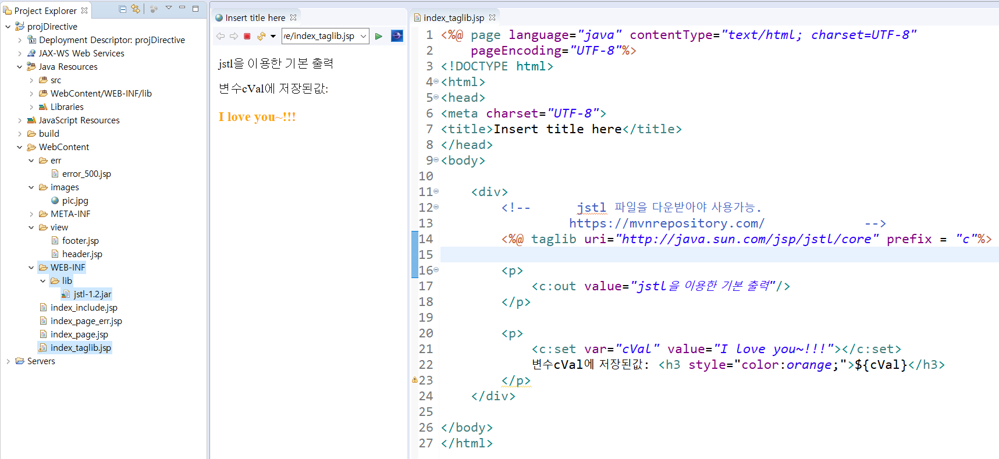 Project Explorer
projDirective
Deployment Descriptor: projDirective
JAX-WS Web Services
Java Resources
src
WebContent/WEB-INF/lib
Libraries
JavaScript Resources
build
WebContent
err
error_500.jsp
images
pic.jpg
META-INF
view
footer.jsp
header.jsp
WEB-INF
lib
jstl-1.2.jar
index_include.jsp
index_page_err.jsp
index_page.jsp
index_taglib.jsp
Servers
Insert title here
/e/index_taglib.jsp
jstl을 이용한 기본 출력
변수cVal에 저장된값:
I love you~!!!
index_taglib.jsp
1 <%@ page language="java" contentType="text/html; charset=UTF-8"
2     pageEncoding="UTF-8"%>
3 <!DOCTYPE html>
4 <html>
5 <head>
6 <meta charset="UTF-8">
7 <title>Insert title here</title>
8 </head>
9 <body>
10
11     <div>
12         <!--      jstl 파일을 다운받아야 사용가능.
13                  https://mvnrepository.com/             -->
14         <%@ taglib uri="http://java.sun.com/jsp/jstl/core" prefix = "c"%>
15
16         <p>
17             <c:out value="jstl을 이용한 기본 출력"/>
18         </p>
19
20         <p>
21             <c:set var="cVal" value="I love you~!!!"></c:set>
22             변수cVal에 저장된값: <h3 style="color:orange;">${cVal}</h3>
23         </p>
24     </div>
25
26 </body>
27 </html>